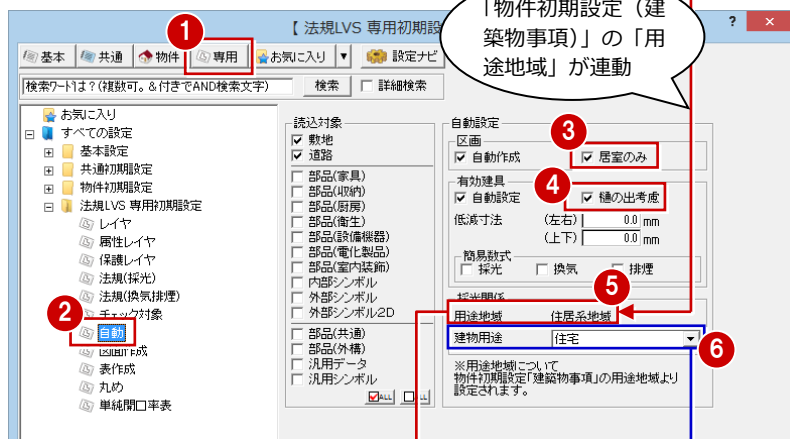 【 法規LVS 専用初期設
? ×
「物件初期設定（建
築物事項）」の「用
途地域」が連動
1
基本 共通 物件 専用 お気に入り ▼ 設定ナビ
検索ワードは？(複数可。＆付きでAND検索文字) 検索 詳細検索
お気に入り
すべての設定
基本設定
共通初期設定
物件初期設定
法規LVS 専用初期設定
レイヤ
属性レイヤ
保護レイヤ
法規(採光)
法規(換気排煙)
チェック対象
2
自動
図面作成
表作成
丸め
単純開口率表
読込対象
敷地
道路
部品(家具)
部品(収納)
部品(厨房)
部品(衛生)
部品(設備機器)
部品(電化製品)
部品(室内装飾)
内部シンボル
外部シンボル
外部シンボル2D
部品(共通)
部品(外構)
汎用データ
汎用シンボル
ALL
自動設定
3
区画
自動作成 居室のみ
有効建具
4
自動設定 樋の出考慮
低減寸法 (左右) 0.0 mm
(上下) 0.0 mm
簡易数式
採光 換気 排煙
5
採光関係
用途地域 住居系地域
建物用途 住宅
6
※用途地域について
物件初期設定「建築物事項」の用途地域より
設定されます。